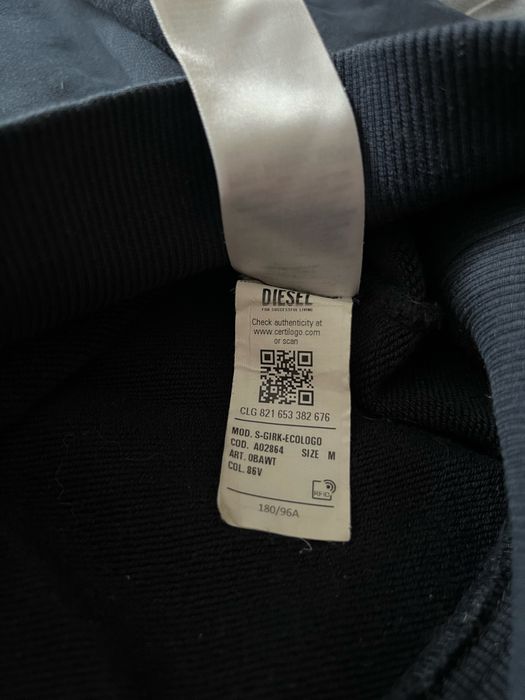 DIESEL
FOR SUCCESSFUL LIVING
Check authenticity at
www.certilogo.com
or scan
CLG 821 653 382 676
MOD. S-GIRK-ECOLOGO
COD. A02864 SIZE M
ART. 0BAWT
COL. 86V
RFID
180/96A